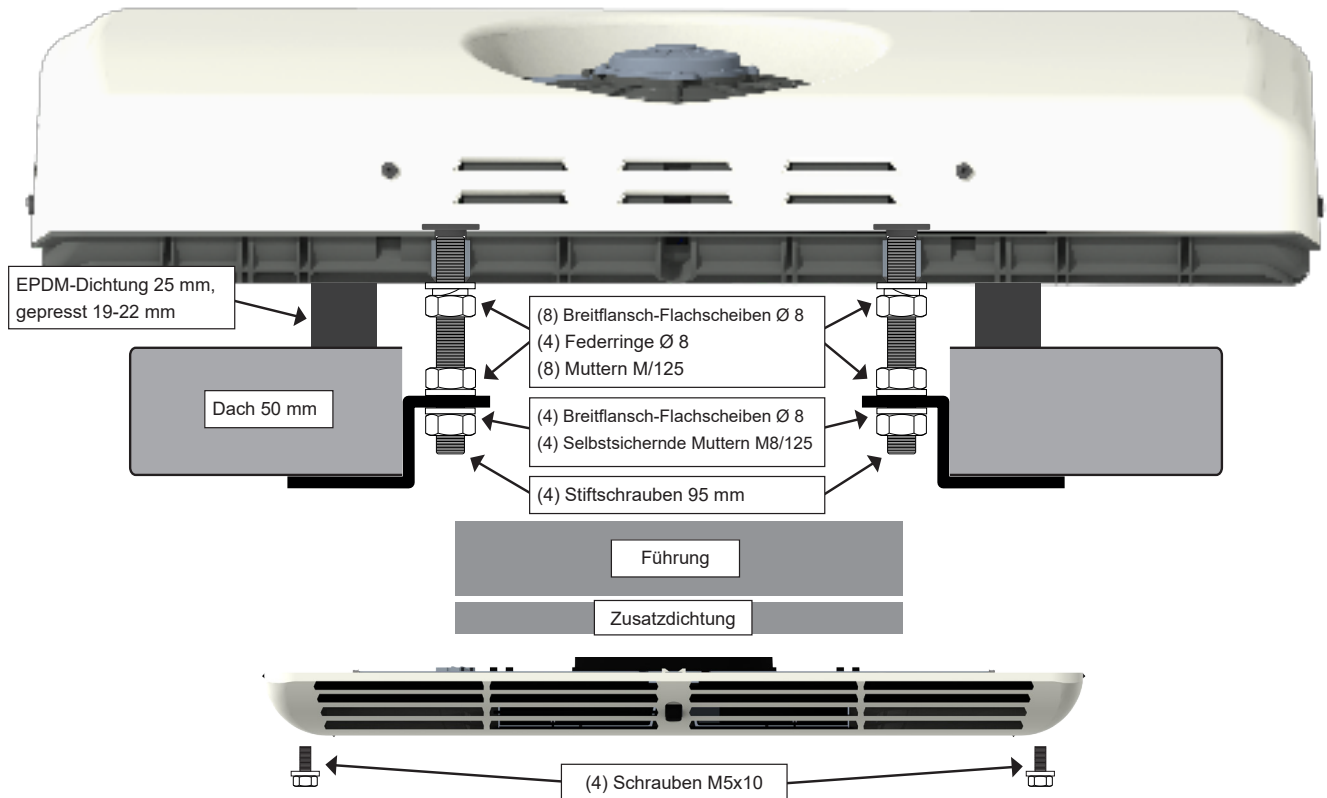 EPDM-Dichtung 25 mm,
gepresst 19-22 mm
(8) Breitflansch-Flachscheiben Ø 8
(4) Federringe Ø 8
(8) Muttern M/125
Dach 50 mm
(4) Breitflansch-Flachscheiben Ø 8
(4) Selbstsichernde Muttern M8/125
(4) Stiftschrauben 95 mm
Führung
Zusatzdichtung
(4) Schrauben M5x10